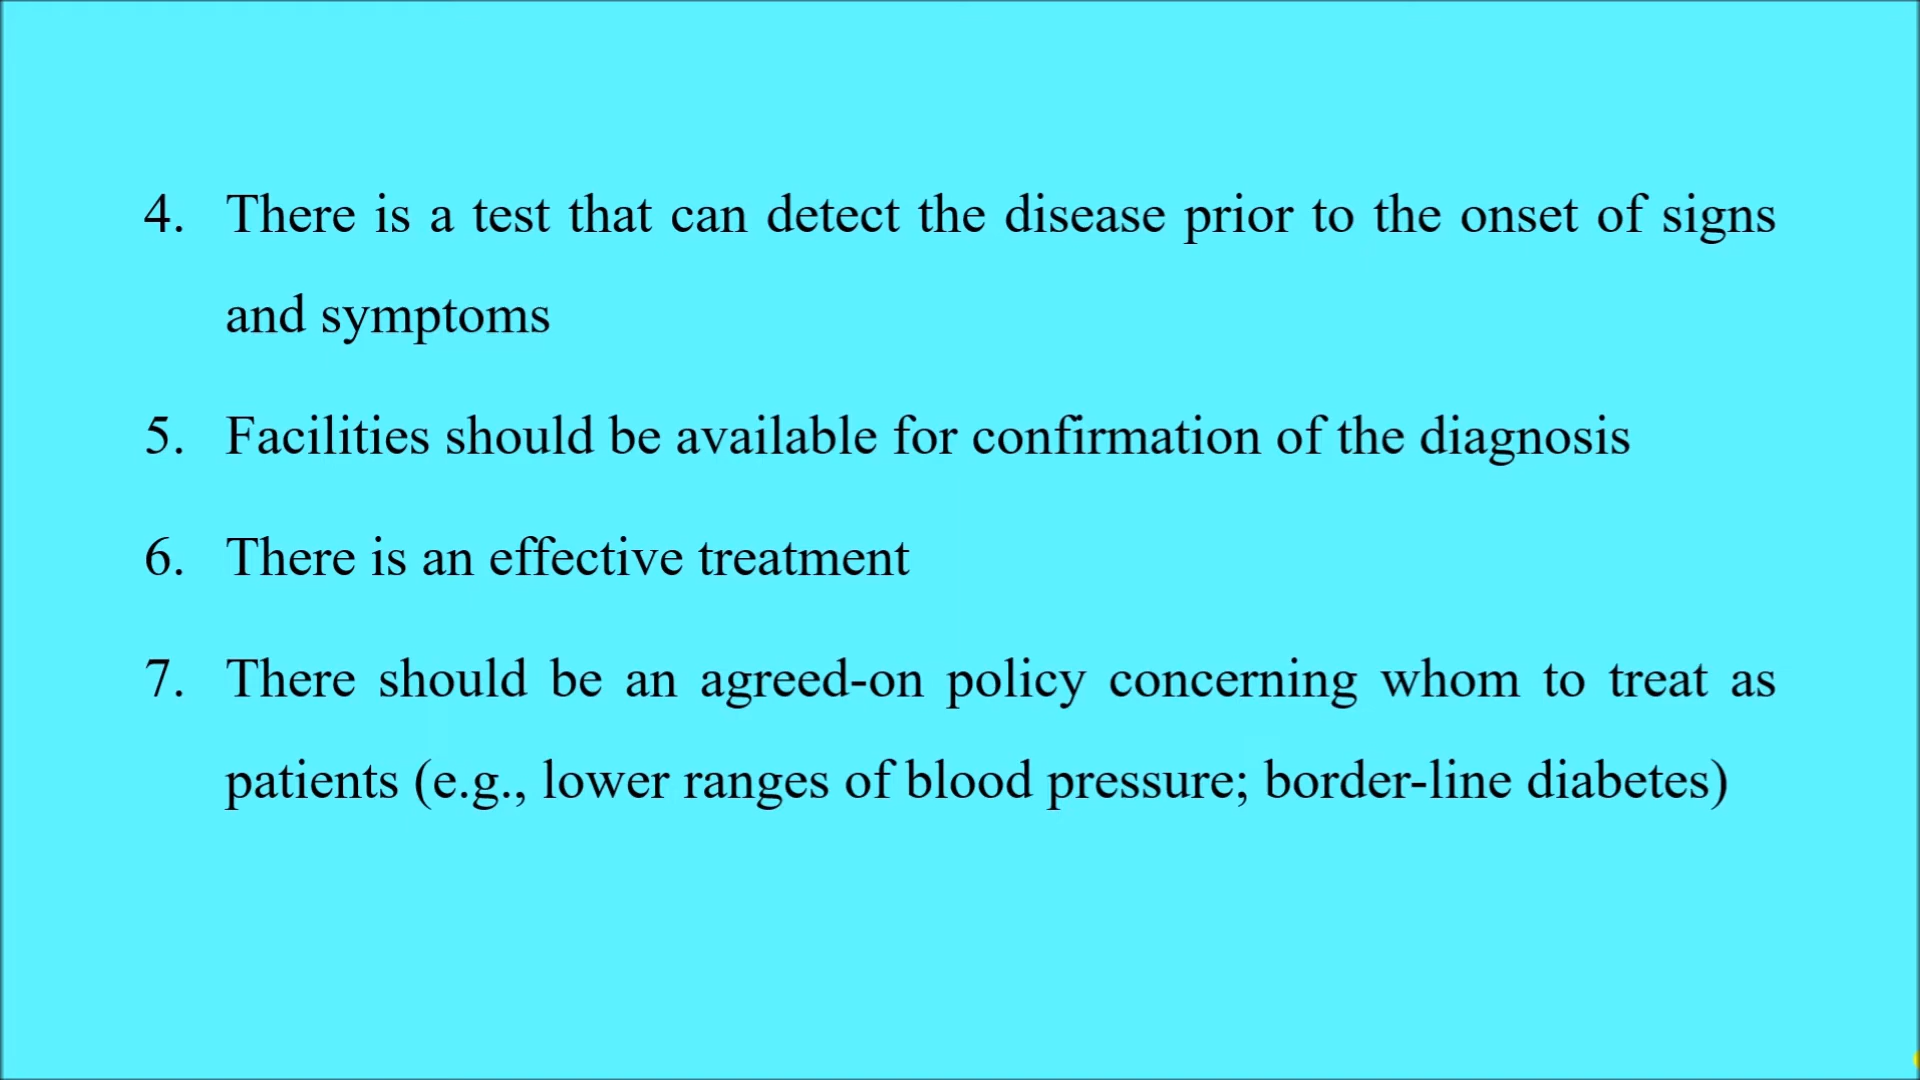 4. There is a test that can detect the disease prior to the onset of signs
and symptoms
5. Facilities should be available for confirmation of the diagnosis
6. There is an effective treatment
7. There should be an agreed-on policy concerning whom to treat as
patients (e.g., lower ranges of blood pressure; border-line diabetes)